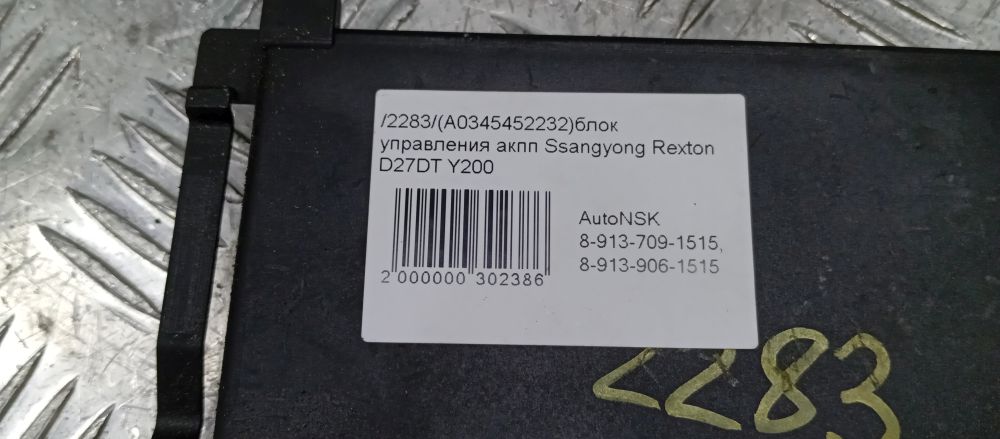 /2283/(A0345452232)блок
управления акпп Ssangyong Rexton
D27DT Y200
AutoNSK
8-913-709-1515,
8-913-906-1515
2 000000 302386
2283